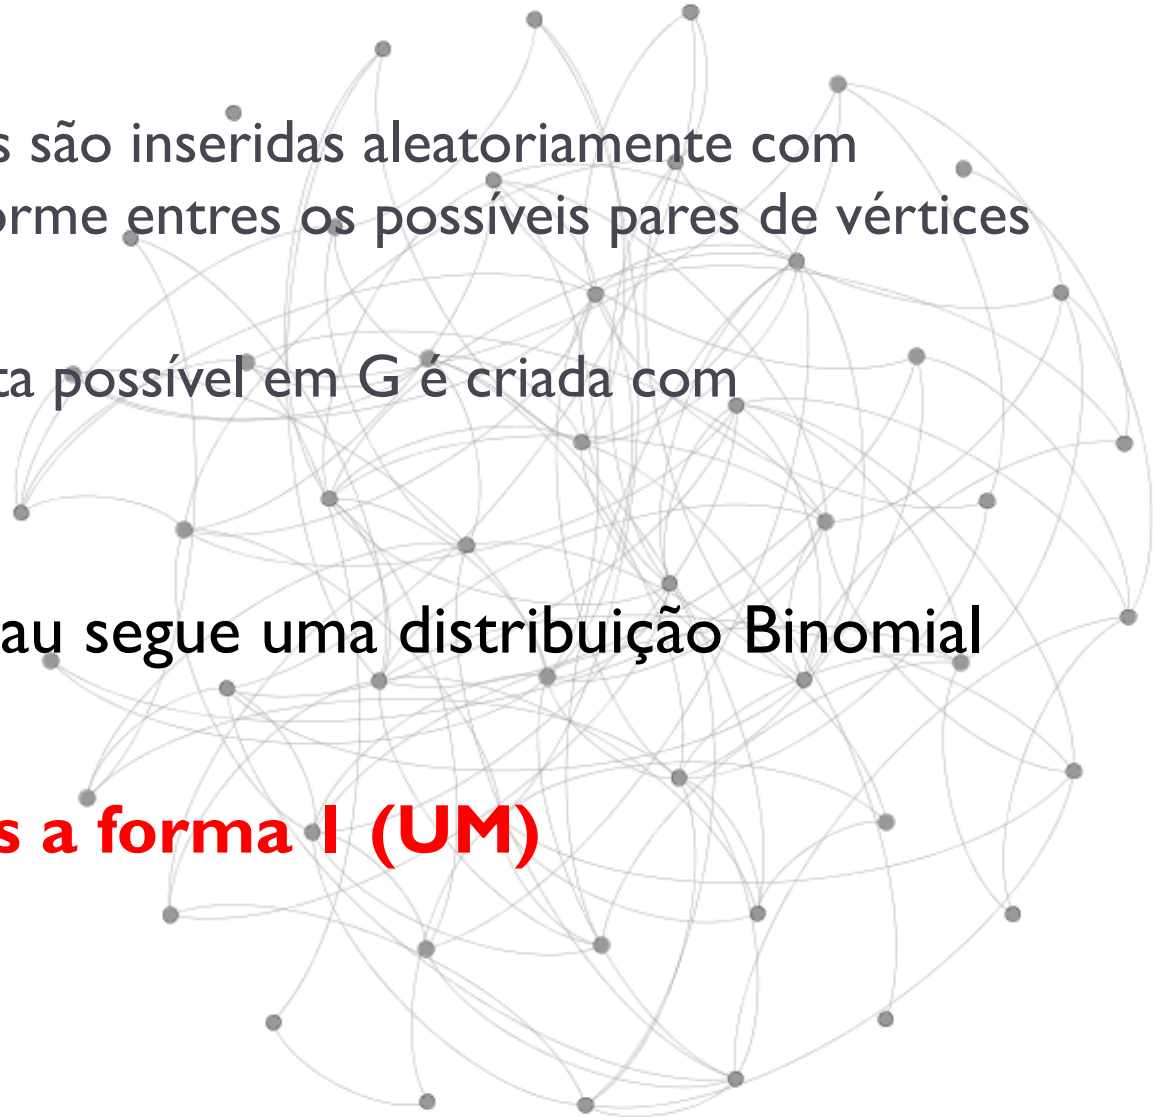 s são inseridas aleatoriamente com
orme entres os possíveis pares de vértices
ta possível em G é criada com
au segue uma distribuição Binomial
s a forma 1 (UM)